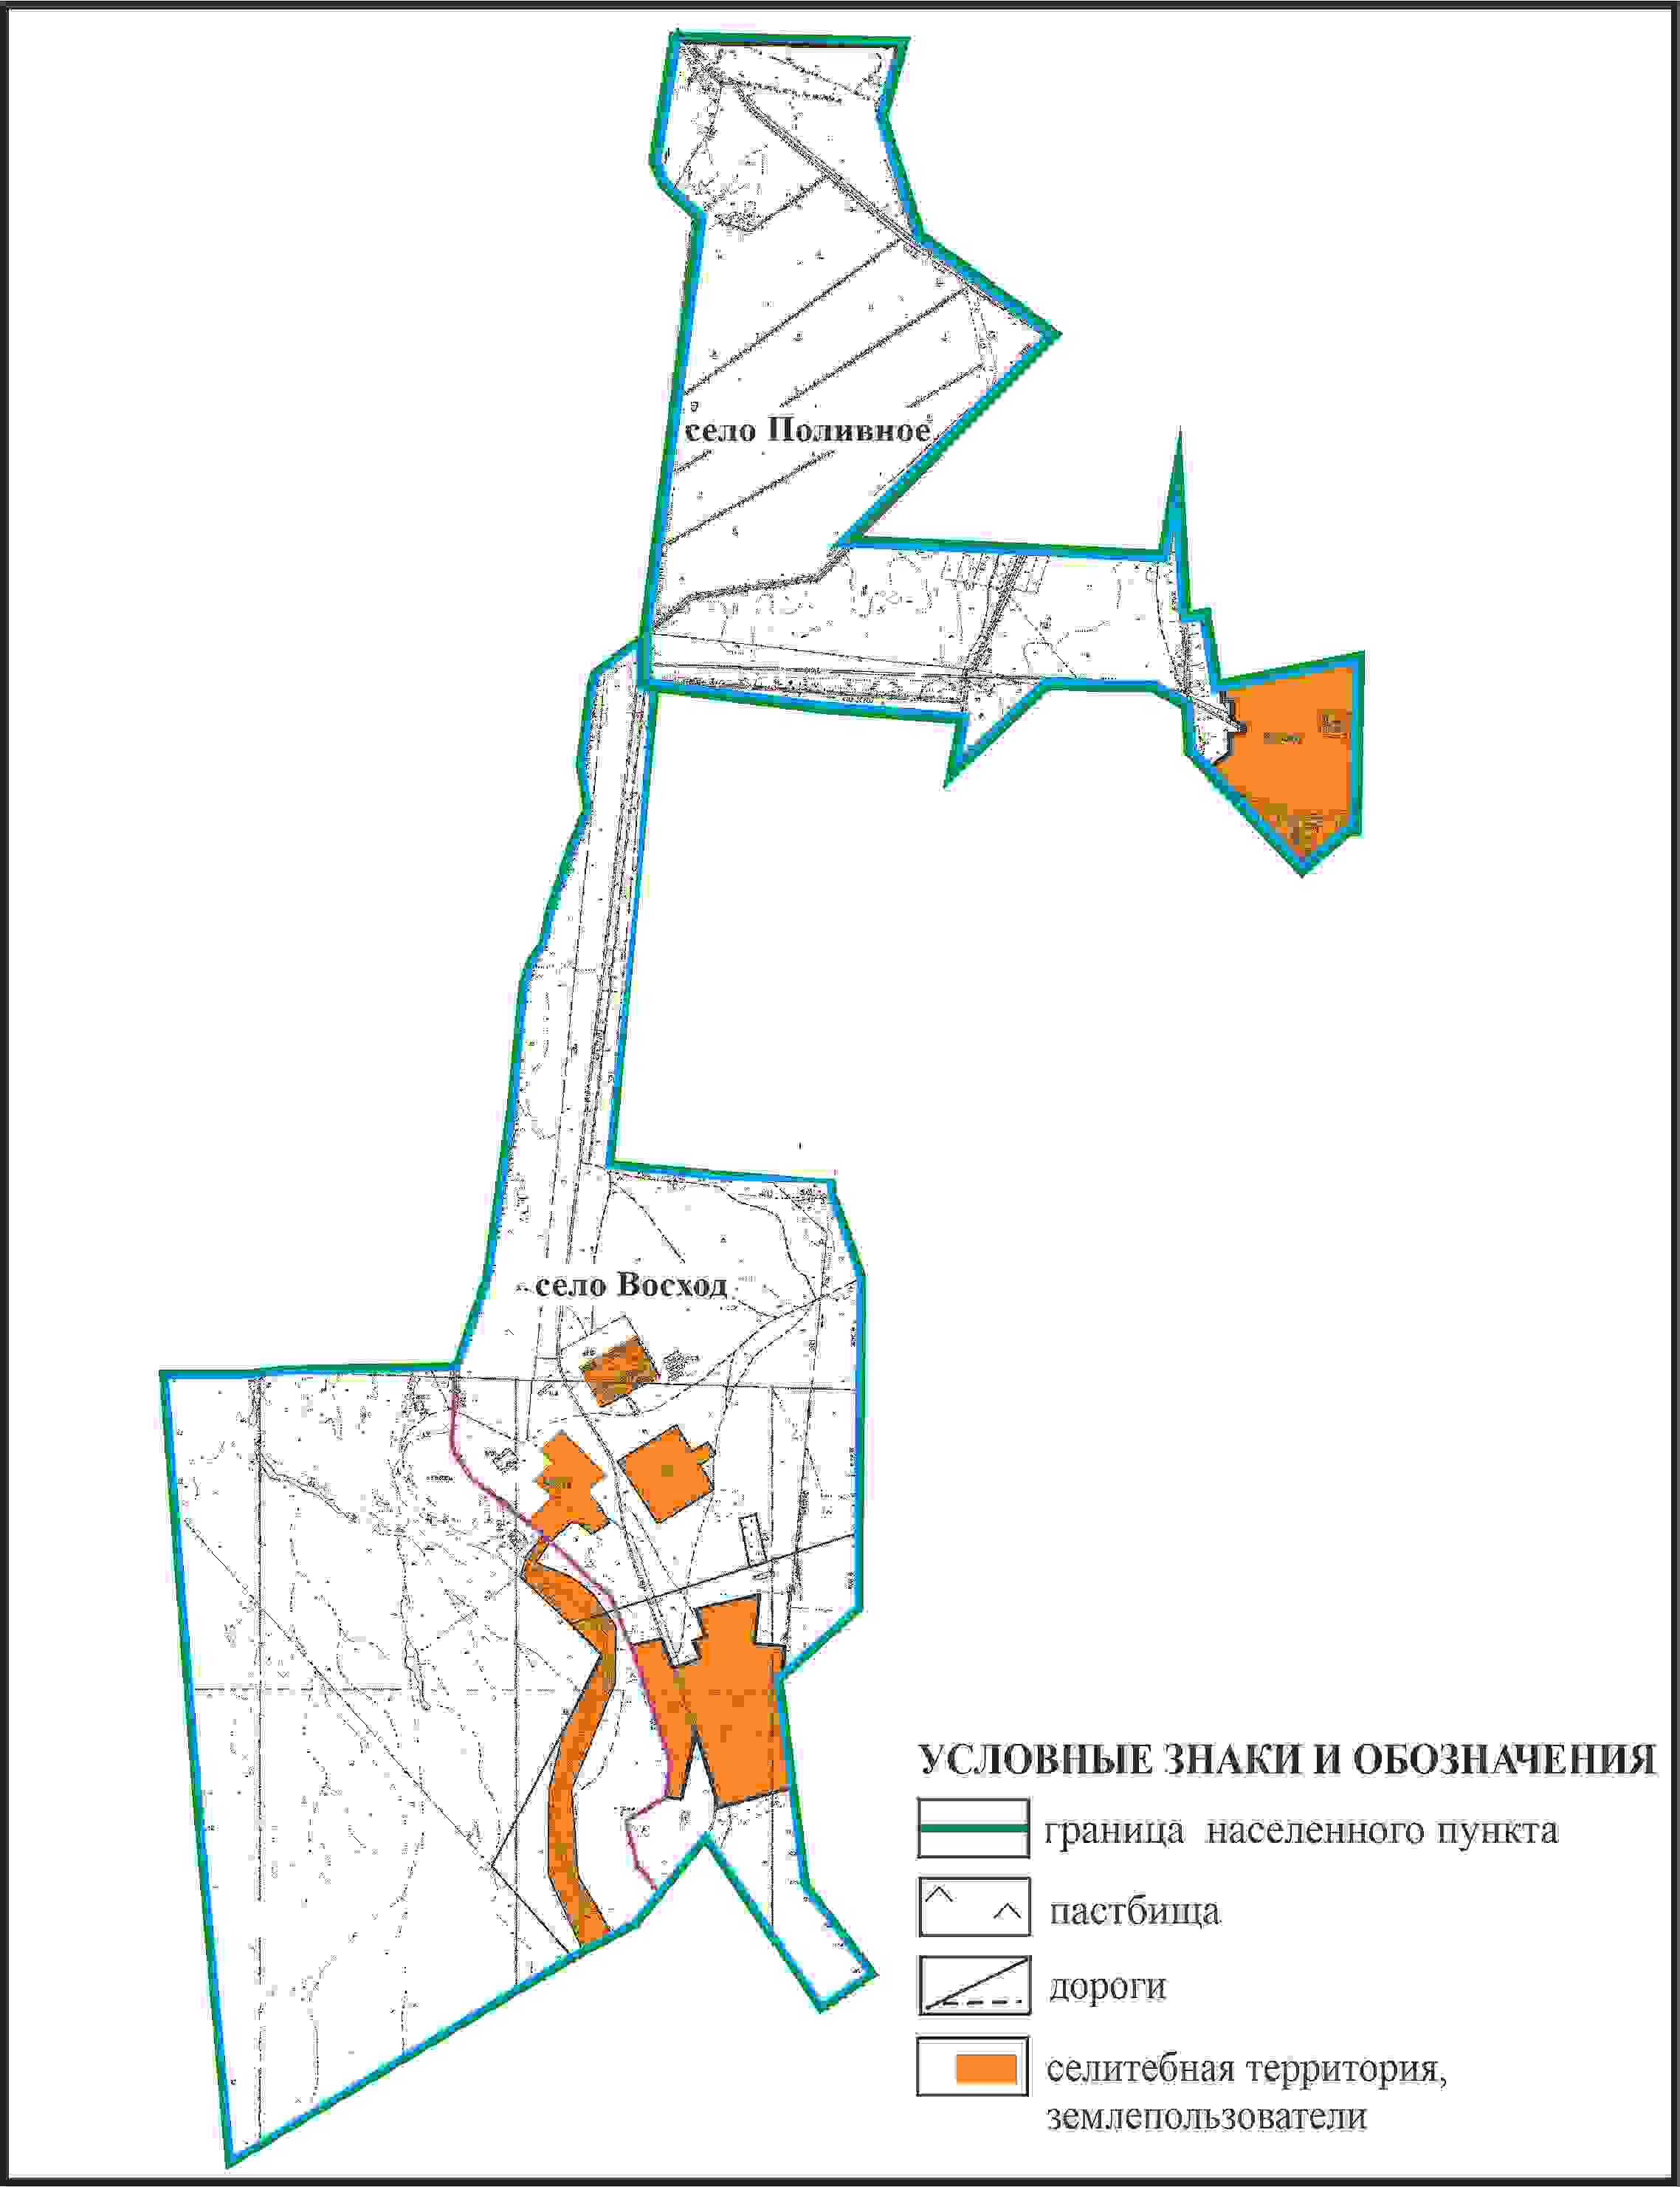 село Поливное
село Восход
УСЛОВНЫЕ ЗНАКИ И ОБОЗНАЧЕНИЯ
граница населенного пункта
пастбища
дороги
селитебная территория,
землепользователи